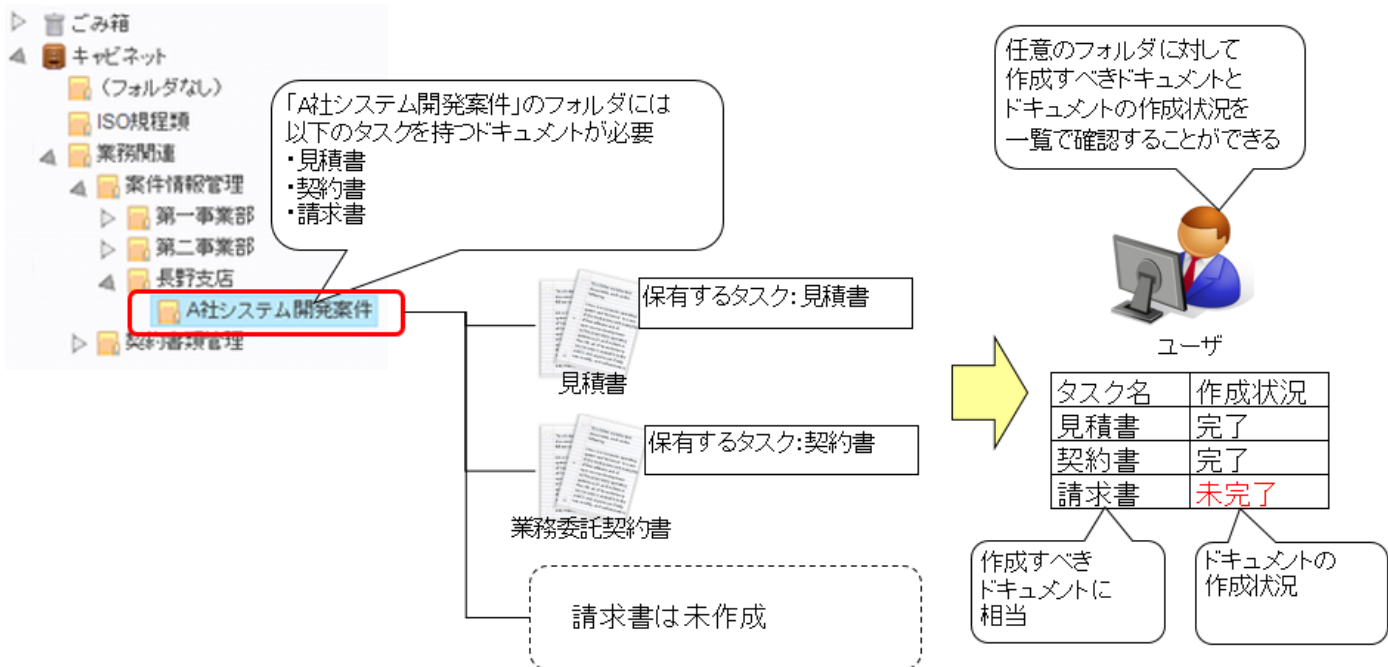 ごみ箱
キャビネット
(フォルダなし)
ISO規程類
業務関連
案件情報管理
第一事業部
第二事業部
長野支店
A社システム開発案件
契約書類管理
「A社システム開発案件」のフォルダには
以下のタスクを持つドキュメントが必要
・見積書
・契約書
・請求書
保有するタスク:見積書
見積書
保有するタスク:契約書
業務委託契約書
請求書は未作成
任意のフォルダに対して
作成すべきドキュメントと
ドキュメントの作成状況を
一覧で確認することができる
ユーザ
タスク名 作成状況
見積書 完了
契約書 完了
請求書 未完了
作成すべき
ドキュメントに
相当
ドキュメントの
作成状況